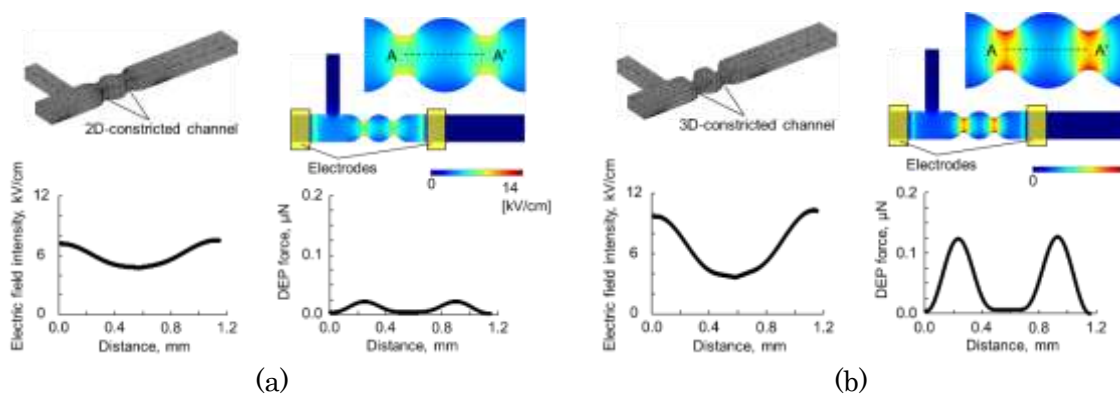 2D-constricted channel
A A'
Electrodes
0 14
[kV/cm]
Electric field intensity, kV/cm
12
6
0
0.0 0.4 0.8 1.2
Distance, mm
DEP force, µN
0.2
0.1
0.0
0.0 0.4 0.8 1.2
Distance, mm
(a)
3D-constricted channel
A A'
Electrodes
0
Electric field intensity, kV/cm
12
6
0
0.0 0.4 0.8 1.2
Distance, mm
DEP force, µN
0.2
0.1
0.0
0.0 0.4 0.8 1.2
Distance, mm
(b)